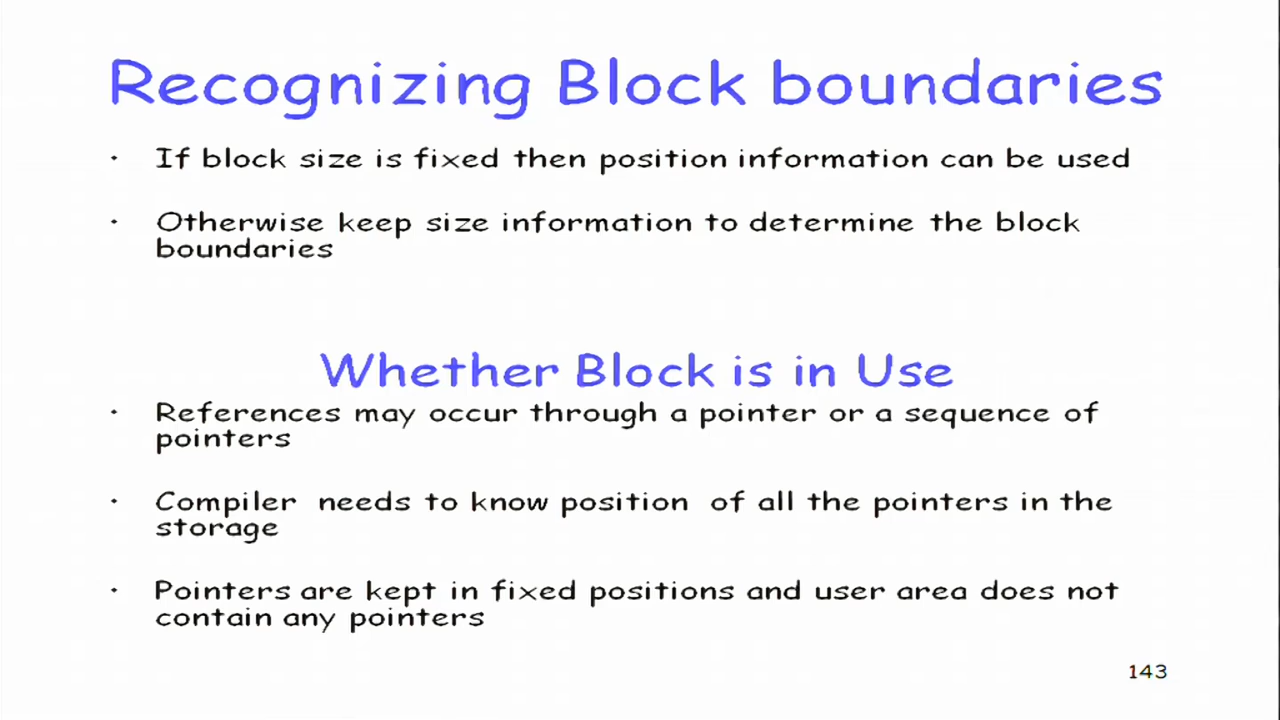 Recognizing Block boundaries
• If block size is fixed then position information can be used
• Otherwise keep size information to determine the block
boundaries
Whether Block is in Use
• References may occur through a pointer or a sequence of
pointers
• Compiler needs to know position of all the pointers in the
storage
• Pointers are kept in fixed positions and user area does not
contain any pointers
143